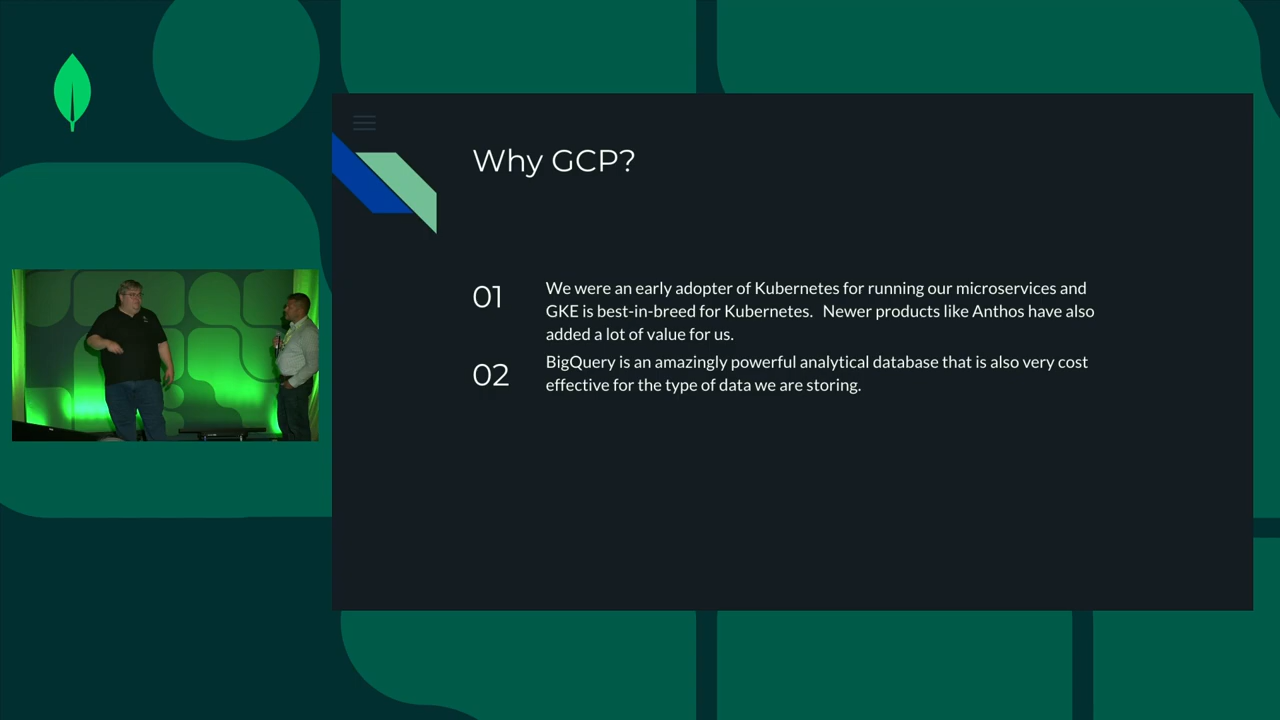 Why GCP?
01
We were an early adopter of Kubernetes for running our microservices and
GKE is best-in-breed for Kubernetes.  Newer products like Anthos have also
added a lot of value for us.
02
BigQuery is an amazingly powerful analytical database that is also very cost
effective for the type of data we are storing.